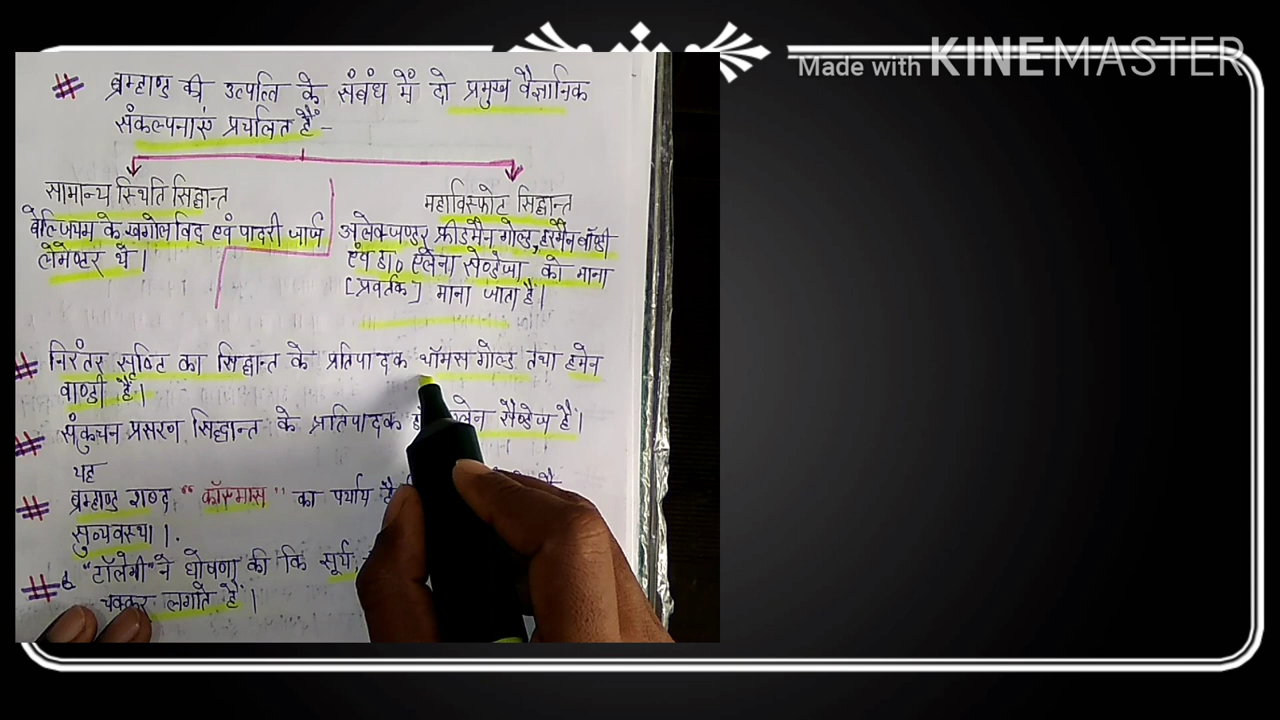 Made with KINEMASTER
# ब्रम्हाण्ड की उत्पत्ति के संबंध में दो प्रमुख वैज्ञानिक
संकल्पनाएं प्रचलित हैं -
सामान्य स्थिति सिद्धान्त
बेल्जियम के खगोलविद् एवं पादरी जार्ज
लेमेण्टर थे ।
महाविस्फोट सिद्धान्त
अलेक्जण्डर फ्रीडमैन गोल्ड, हरमैन बॉण्डी
एंव डा० एलेना सेण्डेजा को माना
[प्रवर्तक] माना जाता है ।
# निरंतर सृष्टि का सिद्धान्त के प्रतिपादक थॉमस गोल्ड तथा हर्मन
वाण्डी हैं ।
# संकुचन प्रसरण सिद्धान्त के प्रतिपादक सैण्डेज है ।
यह
# ब्रम्हाण्ड शब्द "कॉस्मास" का पर्याय है
सुव्यवस्था ।
# "टॉलेमी" ने घोषणा की कि सूर्य,
चक्कर लगाते हैं ।